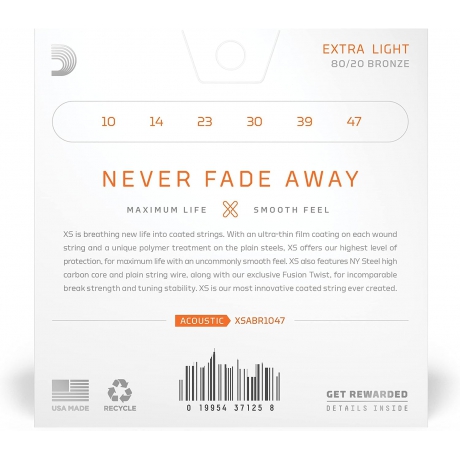 EXTRA LIGHT
80/20 BRONZE
10 14 23 30 39 47
NEVER FADE AWAY
MAXIMUM LIFE SMOOTH FEEL
XS is breathing new life into coated strings. With an ultra-thin film coating on each wound
string and a unique polymer treatment on the plain steels, XS offers our highest level of
protection, for maximum life with an uncommonly smooth feel. XS also features NY Steel high
carbon core and plain string wire, along with our exclusive Fusion Twist, for incomparable
break strength and tuning stability. XS is our most innovative coated string ever created.
ACOUSTIC XSABR1047
0 19954 37125 8
USA MADE
RECYCLE
GET REWARDED
DETAILS INSIDE